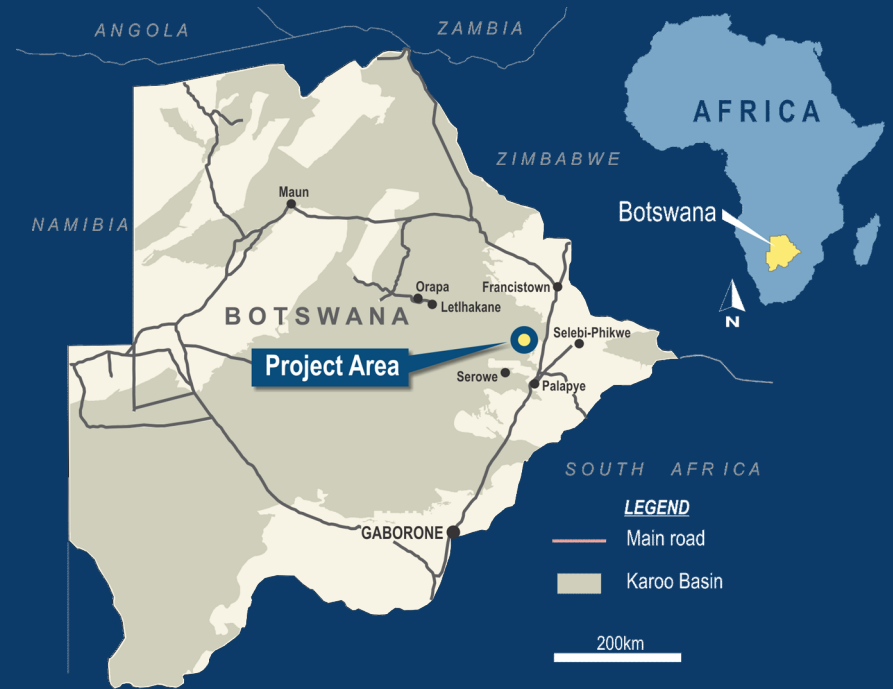 ANGOLA
ZAMBIA
AFRICA
ZIMBABWE
Maun
Botswana
NAMIBIA
Orapa
Francistown
Letlhakane
BOTSWANA
N
Selebi-Phikwe
Project Area
Serowe
Palapye
SOUTH AFRICA
LEGEND
GABORONE
Main road
Karoo Basin
200km